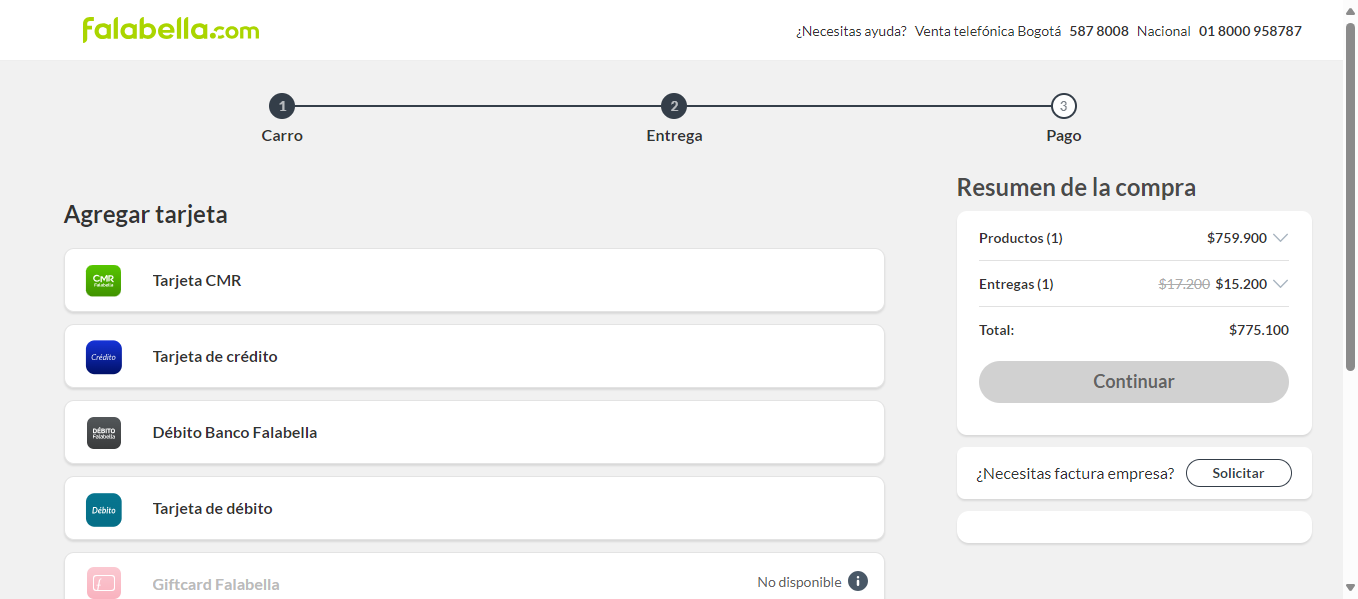 falabella.com
¿Necesitas ayuda? Venta telefónica Bogotá 587 8008 Nacional 01 8000 958787
1
2
3
Carro
Entrega
Pago
Agregar tarjeta
CMR
Falabella
Tarjeta CMR
Crédito
Tarjeta de crédito
DÉBITO
Falabella
Débito Banco Falabella
Débito
Tarjeta de débito
Giftcard Falabella
No disponible
Resumen de la compra
Productos (1) $759.900
Entregas (1) $17.200 $15.200
Total: $775.100
Continuar
¿Necesitas factura empresa? Solicitar